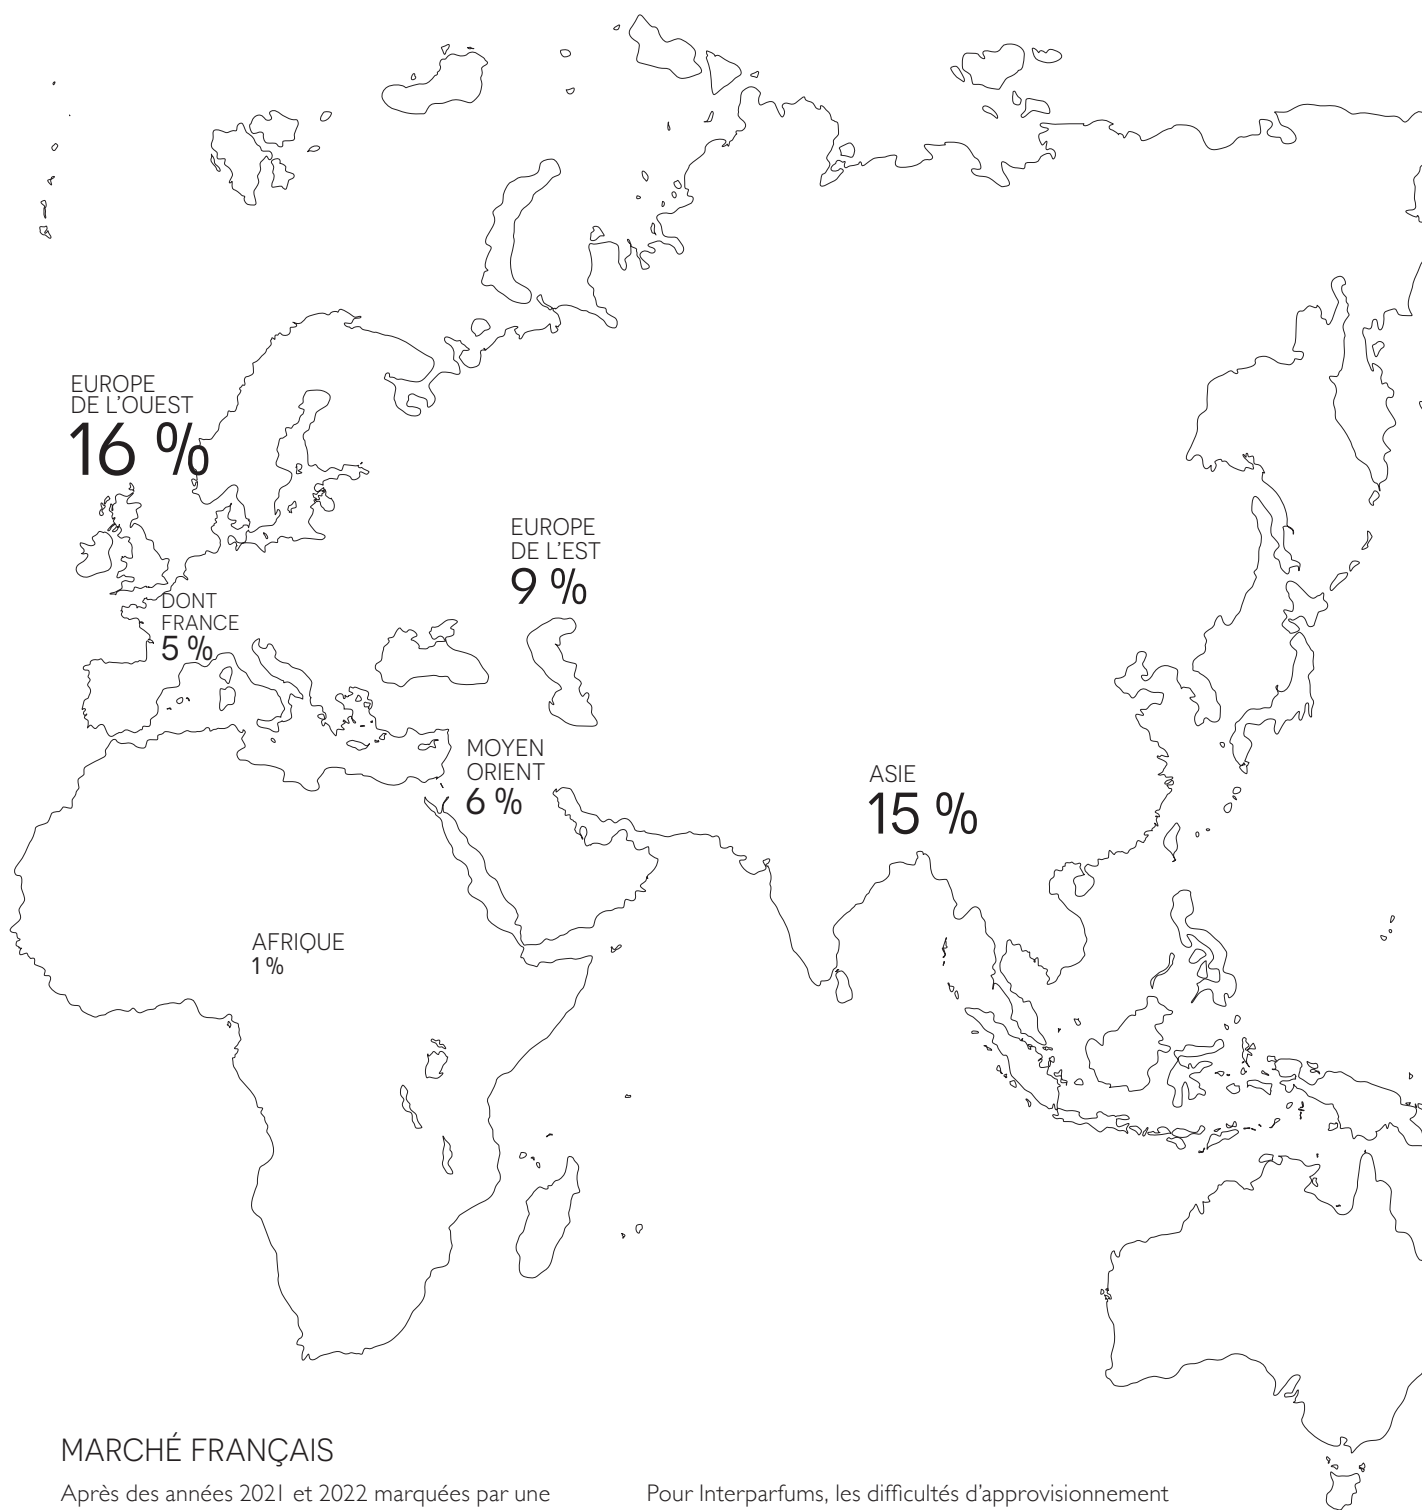 EUROPE
DE L'OUEST
16 %
EUROPE
DE L'EST
9 %
DONT
FRANCE
5 %
MOYEN
ORIENT
6 %
ASIE
15 %
AFRIQUE
1 %
MARCHÉ FRANÇAIS
Après des années 2021 et 2022 marquées par une
Pour Interparfums, les difficultés d'approvisionnement